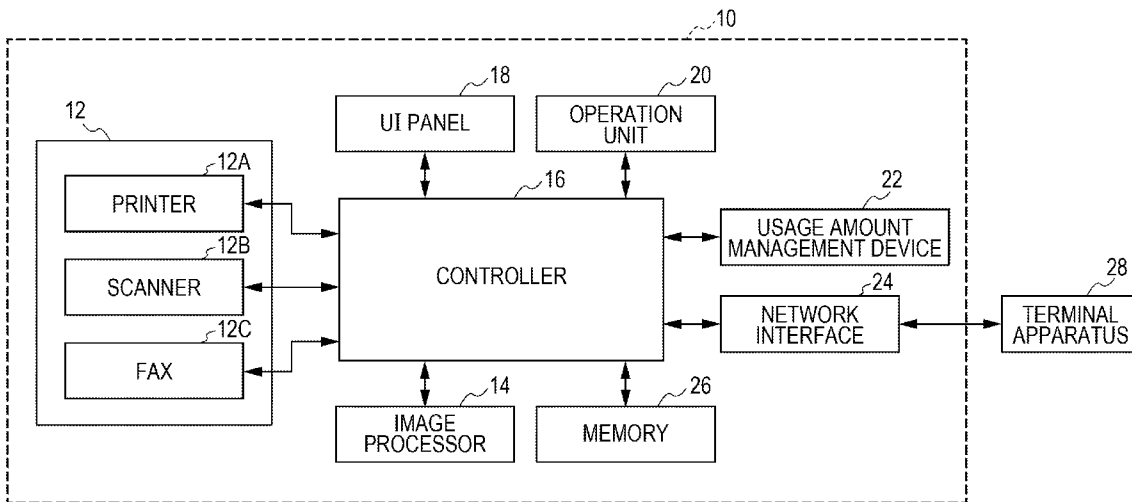 10
18
20
12
UI PANEL
OPERATION
UNIT
12A
PRINTER
16
22
USAGE AMOUNT
MANAGEMENT DEVICE
12B
SCANNER
CONTROLLER
24
28
NETWORK
INTERFACE
TERMINAL
APPARATUS
12C
FAX
14
26
IMAGE
PROCESSOR
MEMORY